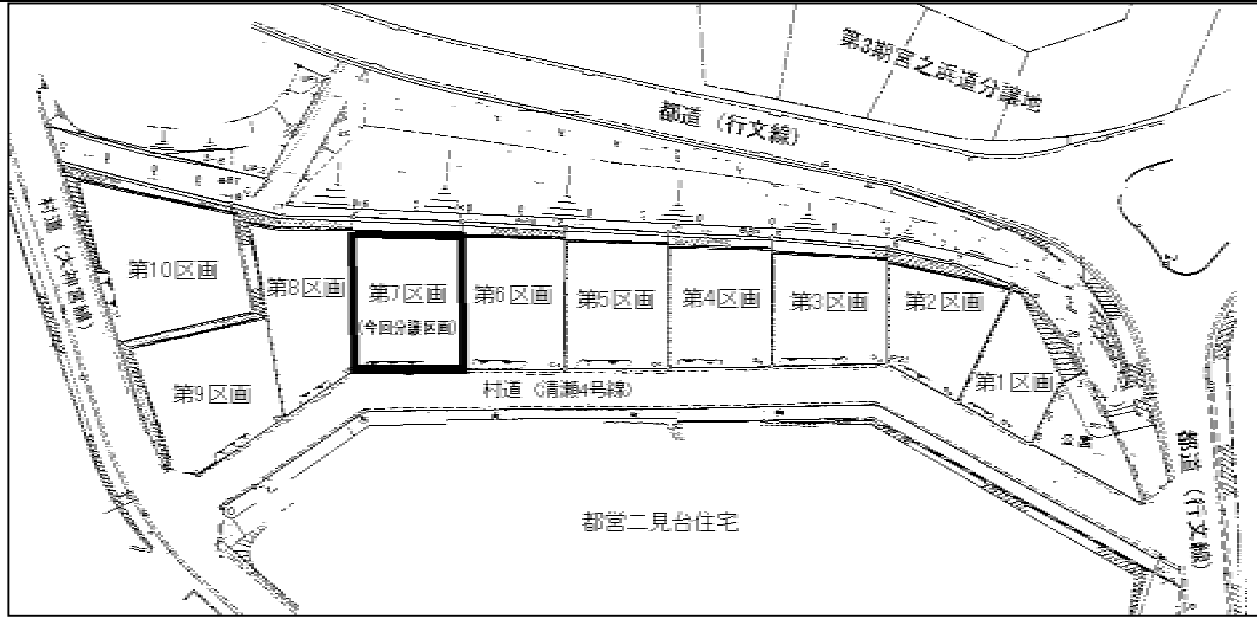 第3期宮之浜道分譲地
都道（行文線）
第10区画
第8区画
第7区画
第6区画
第5区画
第4区画
第3区画
第2区画
(今回分譲区画)
第9区画
第1区画
村道（清瀬4号線）
都営二見台住宅
都道（行文線）